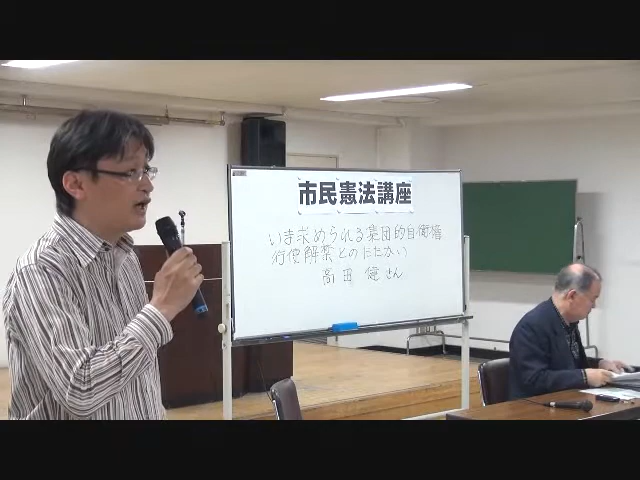 市民憲法講座
いま求められる集団的自衛権
行使解禁とのたたかい
高田健さん